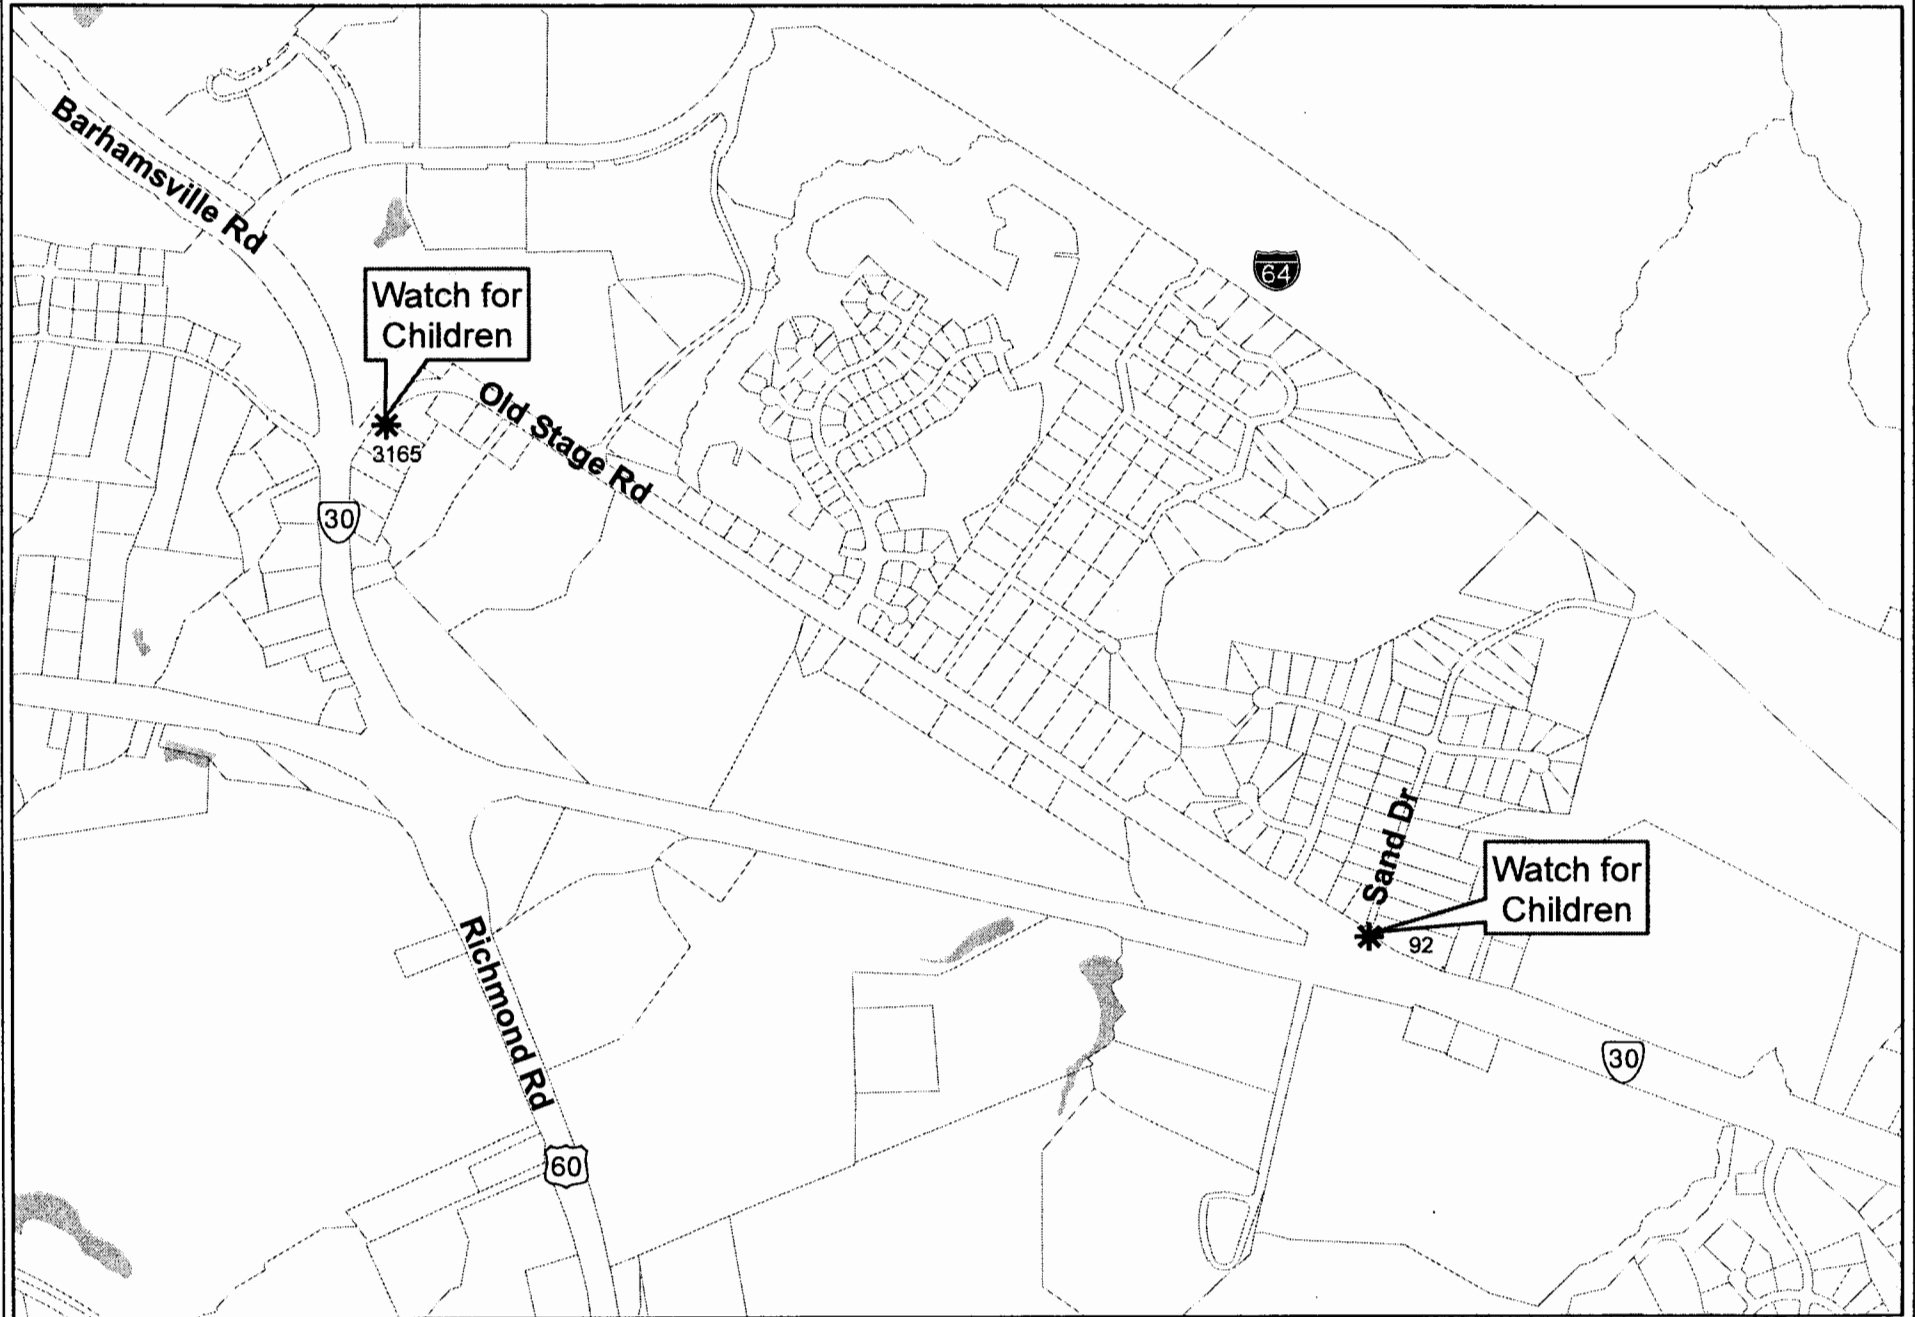 Barhamsville Rd
64
Watch for
Children
Old Stage Rd
3165
30
Sand Dr
Watch for
Children
92
Richmond Rd
30
60